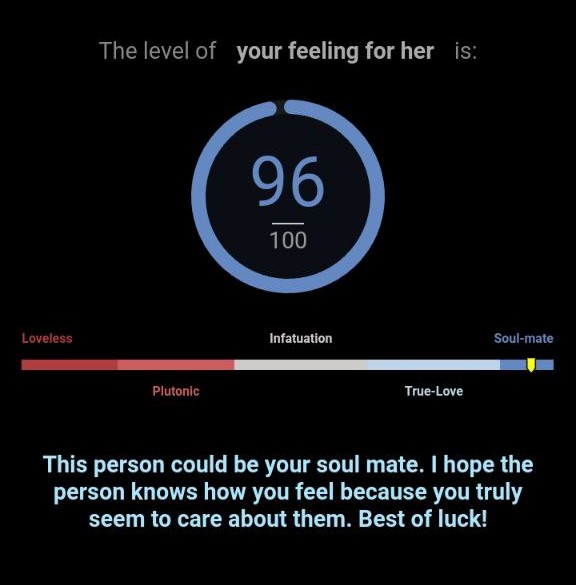 The level of your feeling for her is:
96
100
Loveless Infatuation Soul-mate
Plutonic True-Love
This person could be your soul mate. I hope the
person knows how you feel because you truly
seem to care about them. Best of luck!